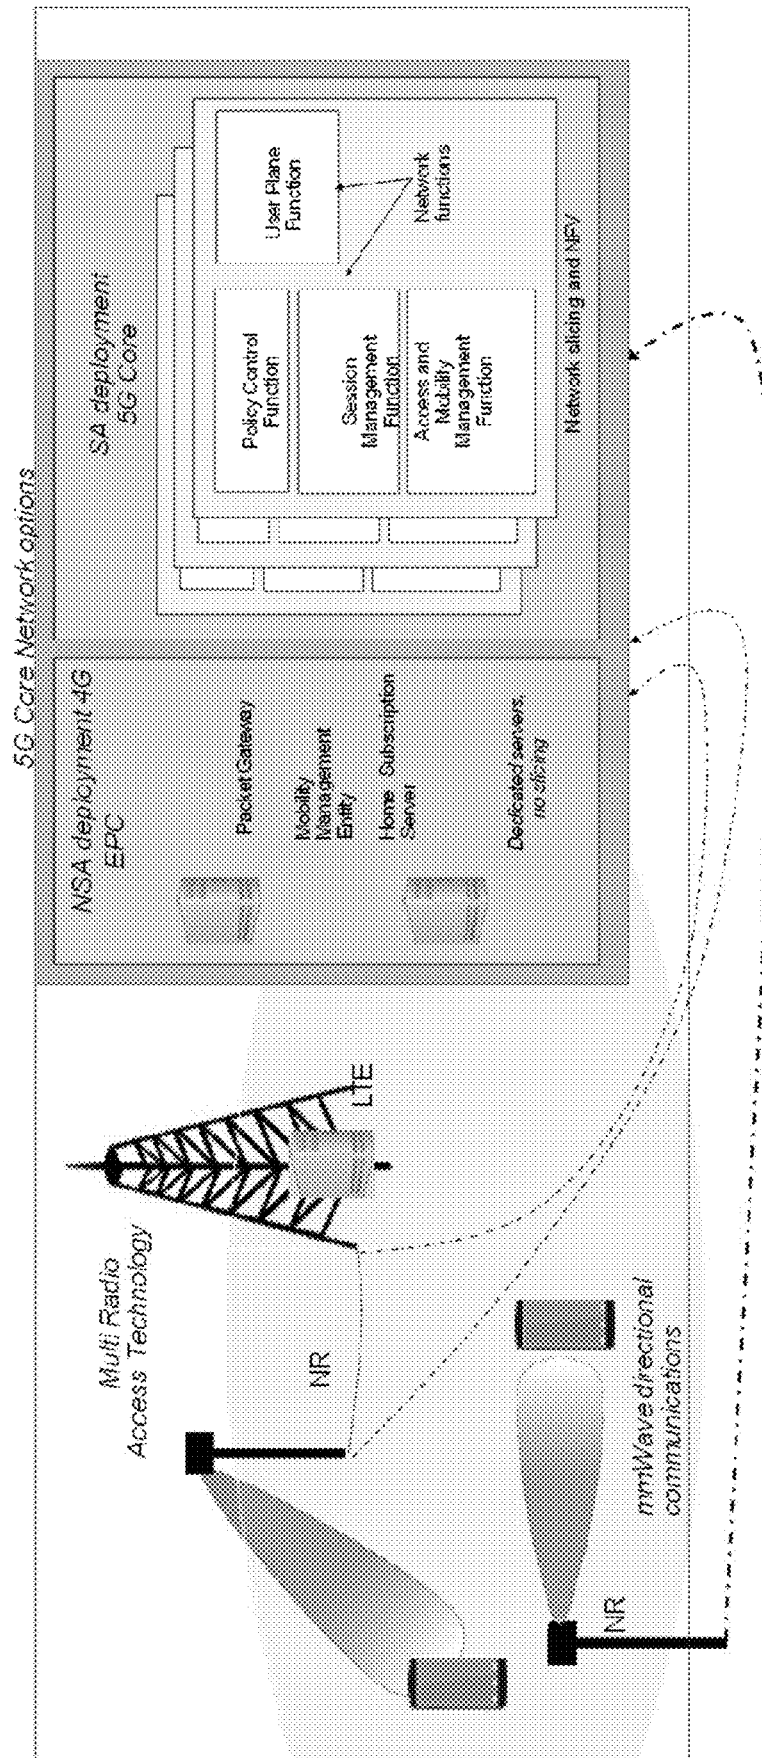 5G Core Network options
NSA deployment 4G
EPC
Packet Gateway
Mobility
Management
Entity
Home Subscription
Server
Dedicated servers,
no slicing
SA deployment
5G Core
Policy Control
Function
Session
Management
Function
Access and
Mobility
Management
Function
User Plane
Function
Network
functions
Network slicing and NFV
Multi Radio
Access Technology
LTE
NR
NR
mmWave directional
communications